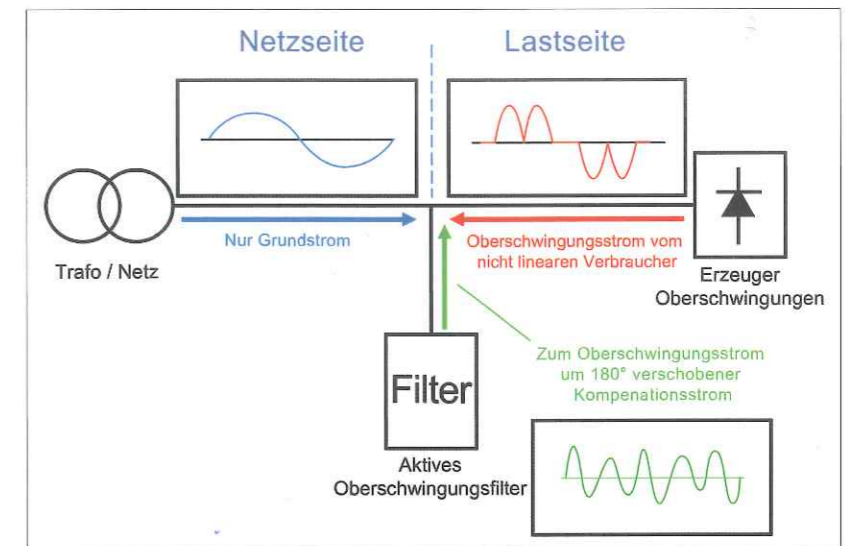 Netzseite
Lastseite
Nur Grundstrom
Oberschwingungsstrom vom
nicht linearen Verbraucher
Trafo / Netz
Erzeuger
Oberschwingungen
Zum Oberschwingungsstrom
um 180° verschobener
Kompenationsstrom
Filter
Aktives
Oberschwingungsfilter